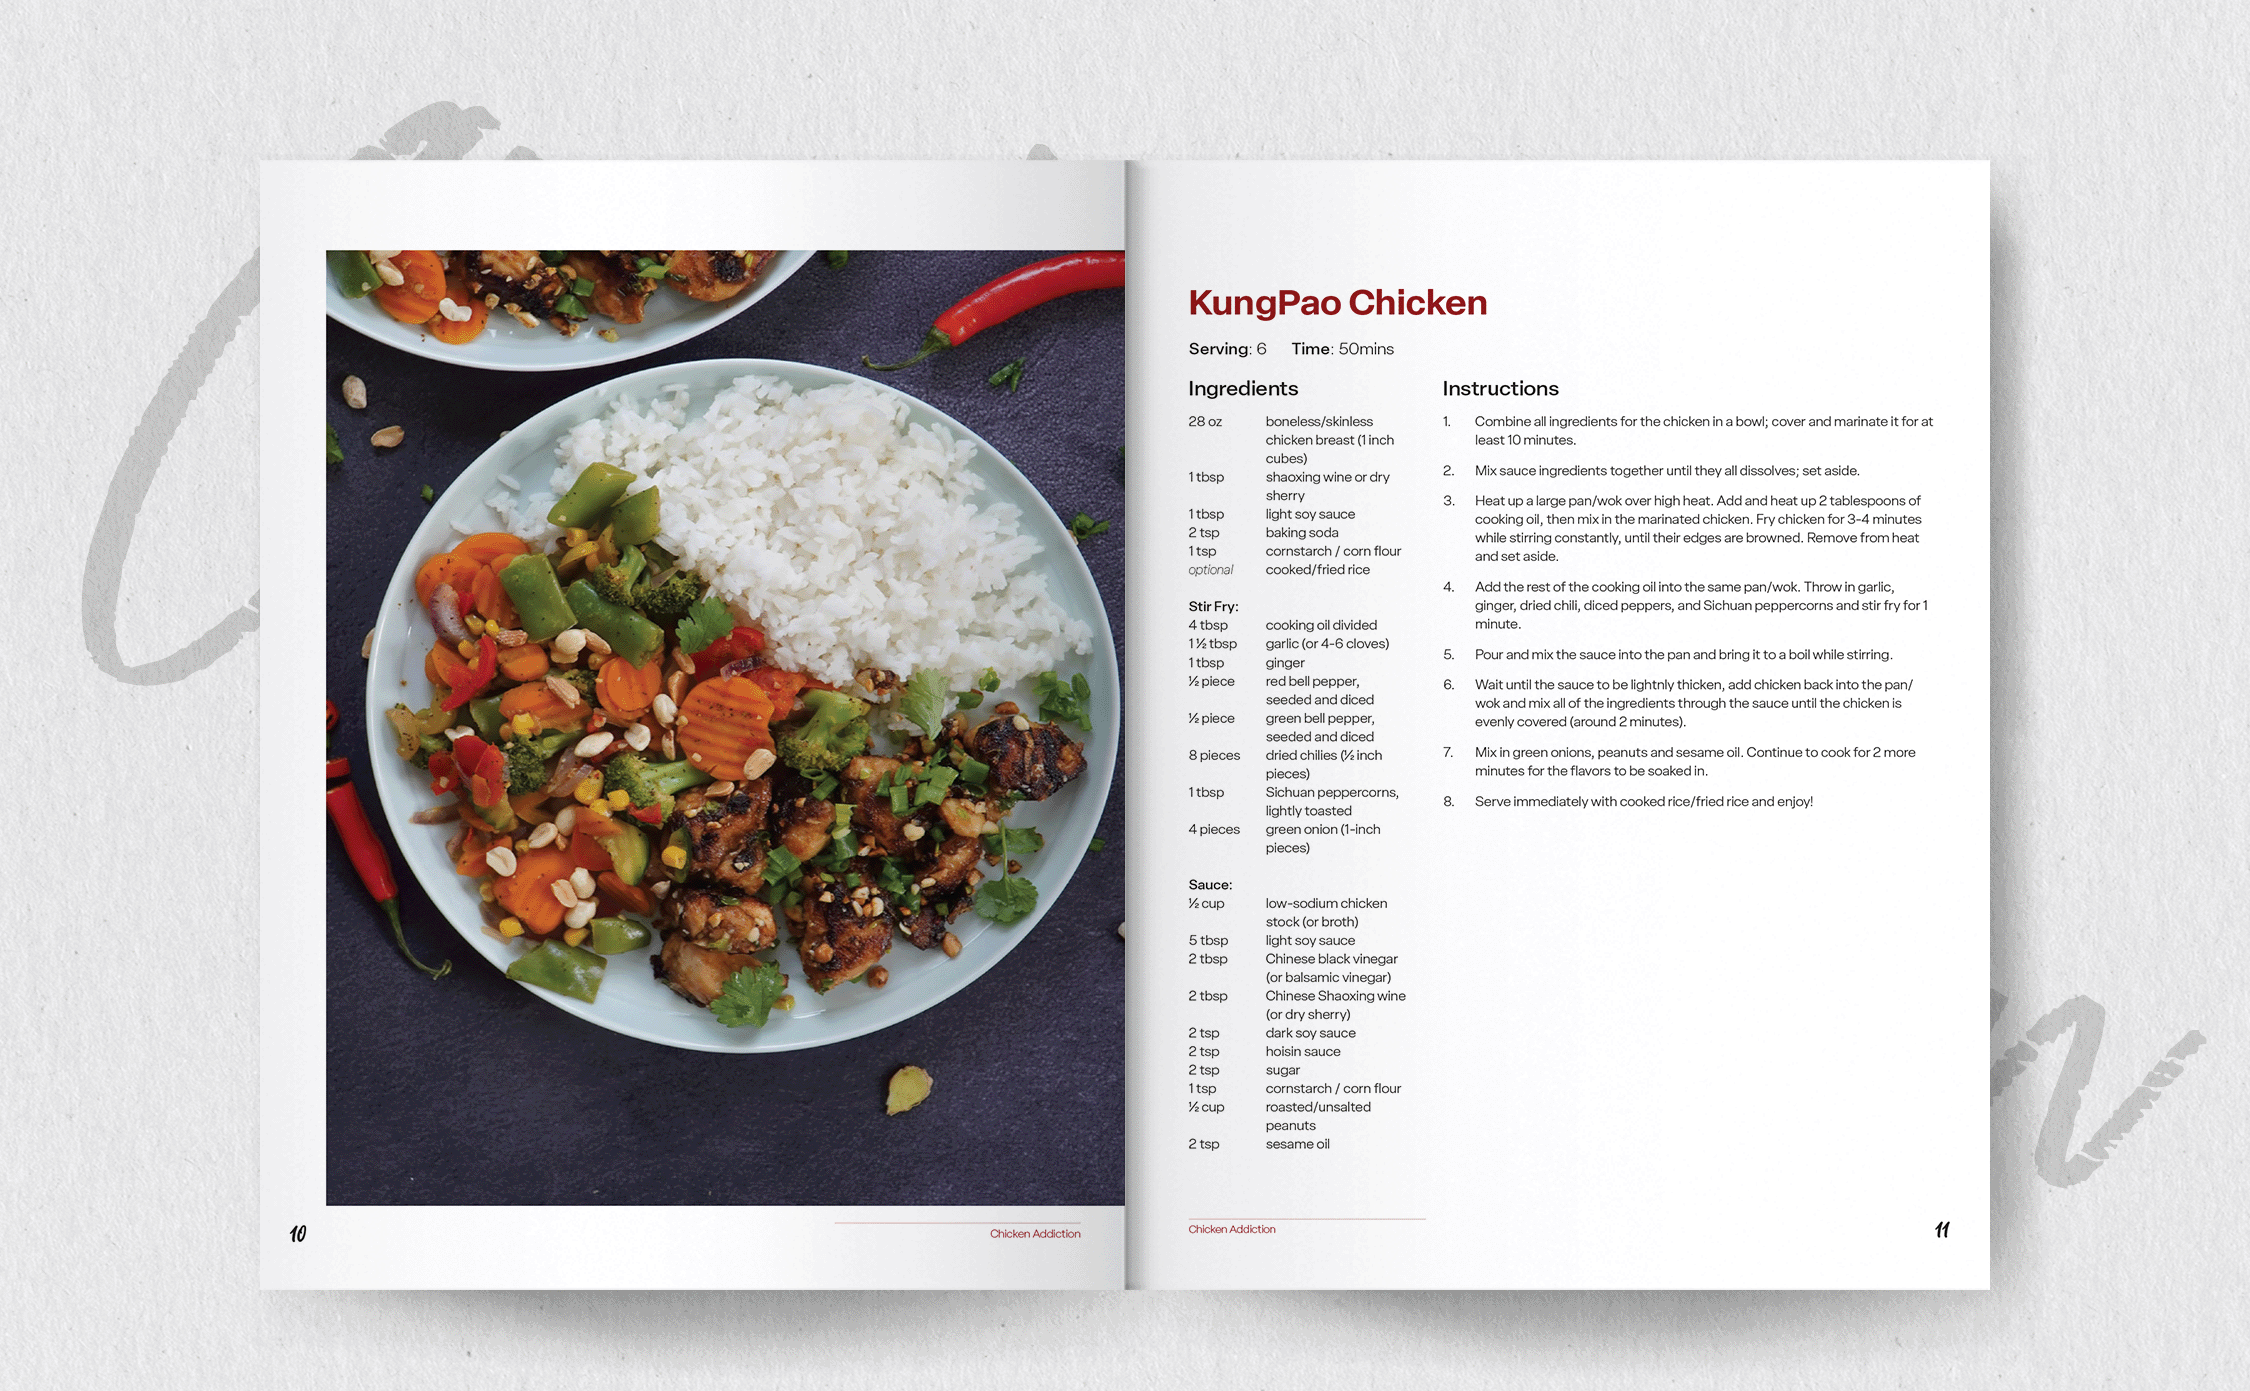 KungPao Chicken
Serving: 6 Time: 50mins
Ingredients
28 oz boneless/skinless
chicken breast (1 inch
cubes)
1 tbsp shaoxing wine or dry
sherry
1 tbsp light soy sauce
2 tsp baking soda
1 tsp cornstarch / corn flour
optional cooked/fried rice
Stir Fry:
4 tbsp cooking oil divided
1 ½ tbsp garlic (or 4-6 cloves)
1 tbsp ginger
½ piece red bell pepper,
seeded and diced
½ piece green bell pepper,
seeded and diced
8 pieces dried chilies (½ inch
pieces)
1 tbsp Sichuan peppercorns,
lightly toasted
4 pieces green onion (1-inch
pieces)
Sauce:
½ cup low-sodium chicken
stock (or broth)
5 tbsp light soy sauce
2 tbsp Chinese black vinegar
(or balsamic vinegar)
2 tbsp Chinese Shaoxing wine
(or dry sherry)
2 tsp dark soy sauce
2 tsp hoisin sauce
2 tsp sugar
1 tsp cornstarch / corn flour
½ cup roasted/unsalted
peanuts
2 tsp sesame oil
Instructions
1. Combine all ingredients for the chicken in a bowl; cover and marinate it for at
least 10 minutes.
2. Mix sauce ingredients together until they all dissolves; set aside.
3. Heat up a large pan/wok over high heat. Add and heat up 2 tablespoons of
cooking oil, then mix in the marinated chicken. Fry chicken for 3-4 minutes
while stirring constantly, until their edges are browned. Remove from heat
and set aside.
4. Add the rest of the cooking oil into the same pan/wok. Throw in garlic,
ginger, dried chili, diced peppers, and Sichuan peppercorns and stir fry for 1
minute.
5. Pour and mix the sauce into the pan and bring it to a boil while stirring.
6. Wait until the sauce to be lightnly thicken, add chicken back into the pan/
wok and mix all of the ingredients through the sauce until the chicken is
evenly covered (around 2 minutes).
7. Mix in green onions, peanuts and sesame oil. Continue to cook for 2 more
minutes for the flavors to be soaked in.
8. Serve immediately with cooked rice/fried rice and enjoy!
10
Chicken Addiction
Chicken Addiction
11